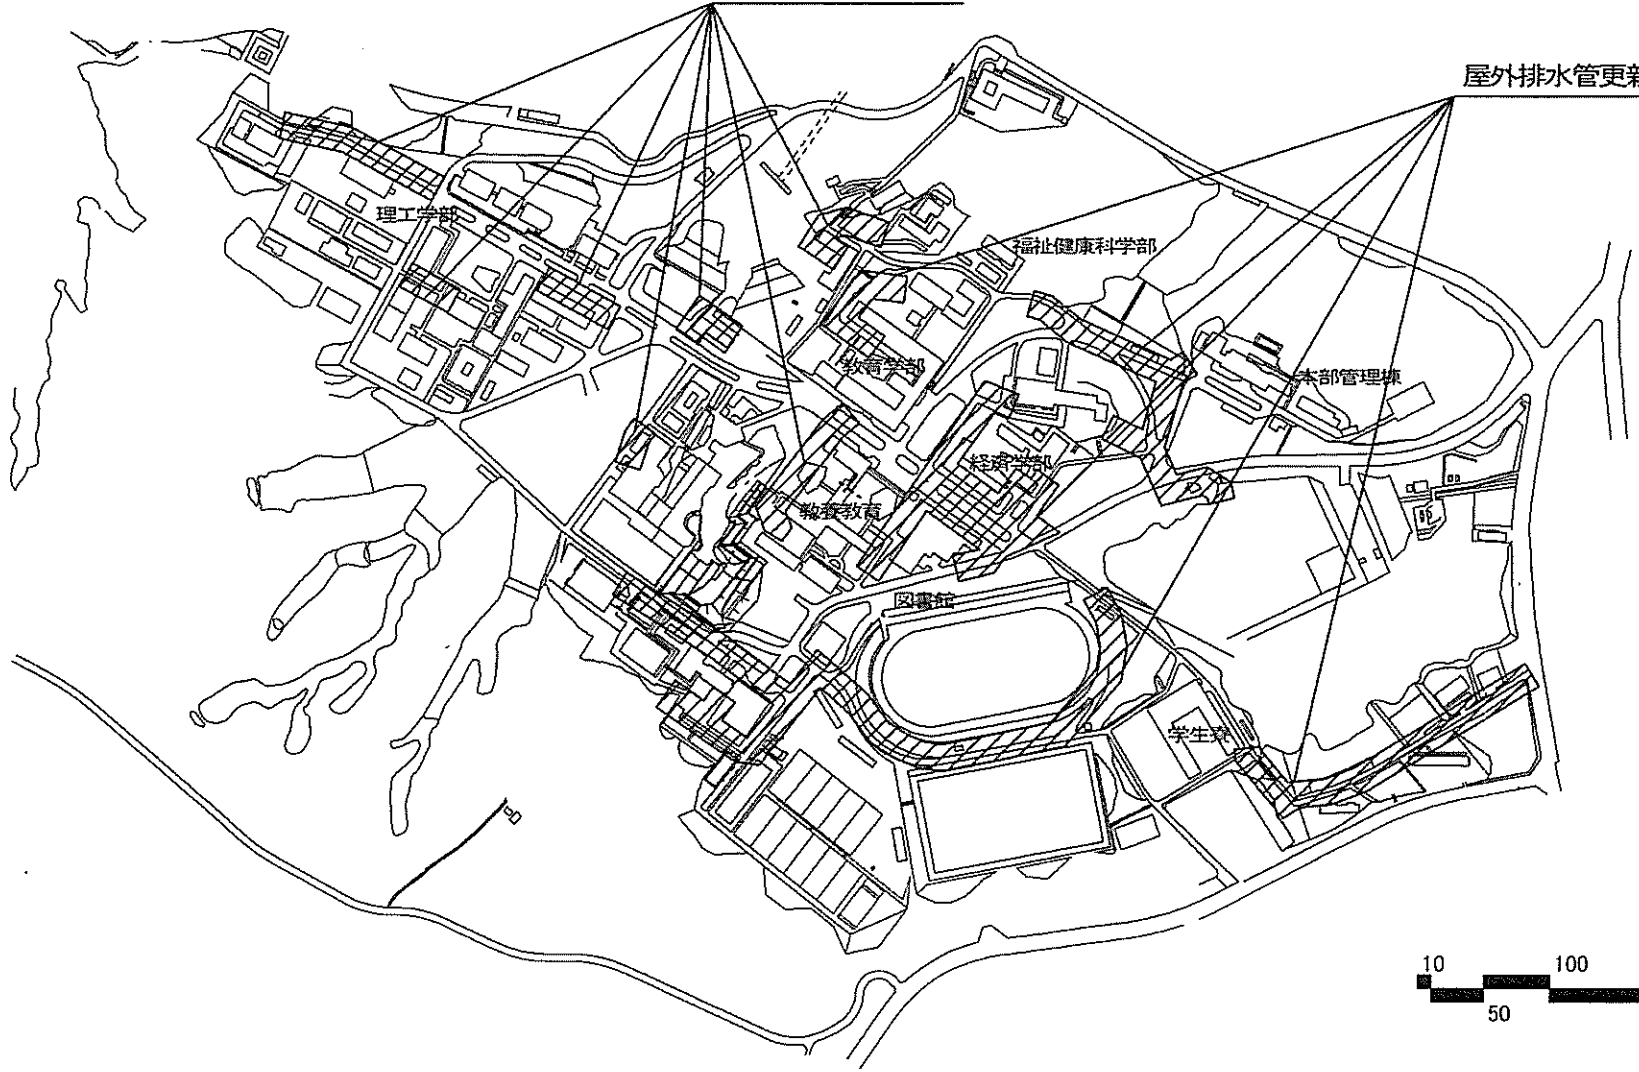 屋外排水管更新
理工学部
福祉健康科学部
教育学部
本部管理棟
経済学部
教養教育
図書館
学生寮
10 100
50